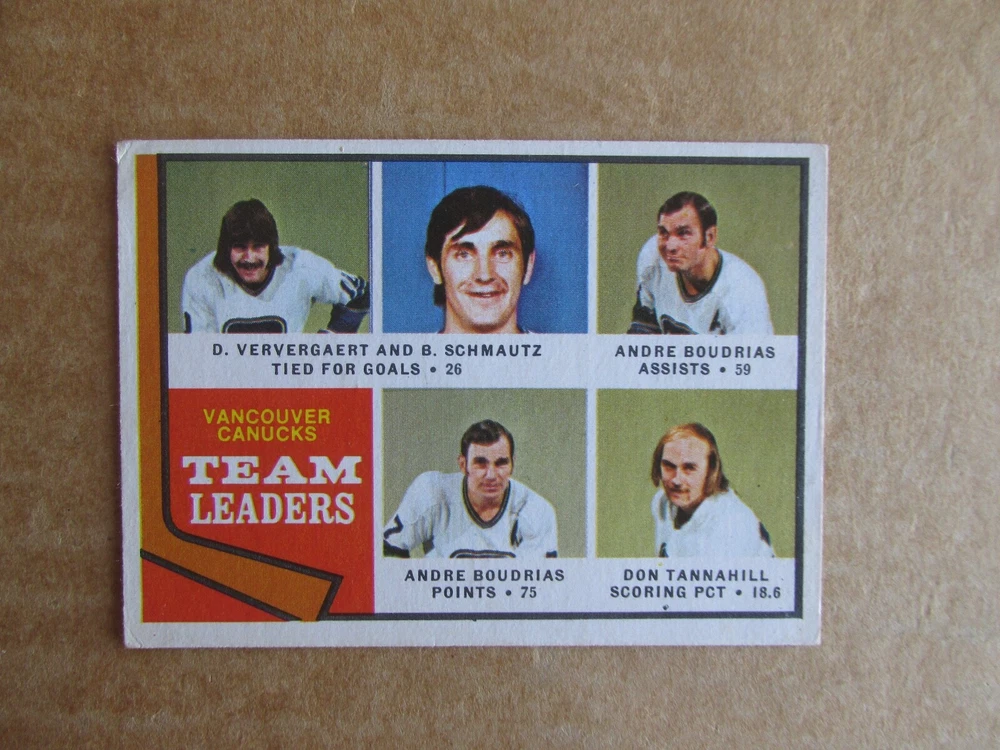 D. VERVERGAERT AND B. SCHMAUTZ
TIED FOR GOALS • 26
ANDRE BOUDRIAS
ASSISTS • 59
VANCOUVER
CANUCKS
TEAM
LEADERS
ANDRE BOUDRIAS
POINTS • 75
DON TANNAHILL
SCORING PCT • 18.6